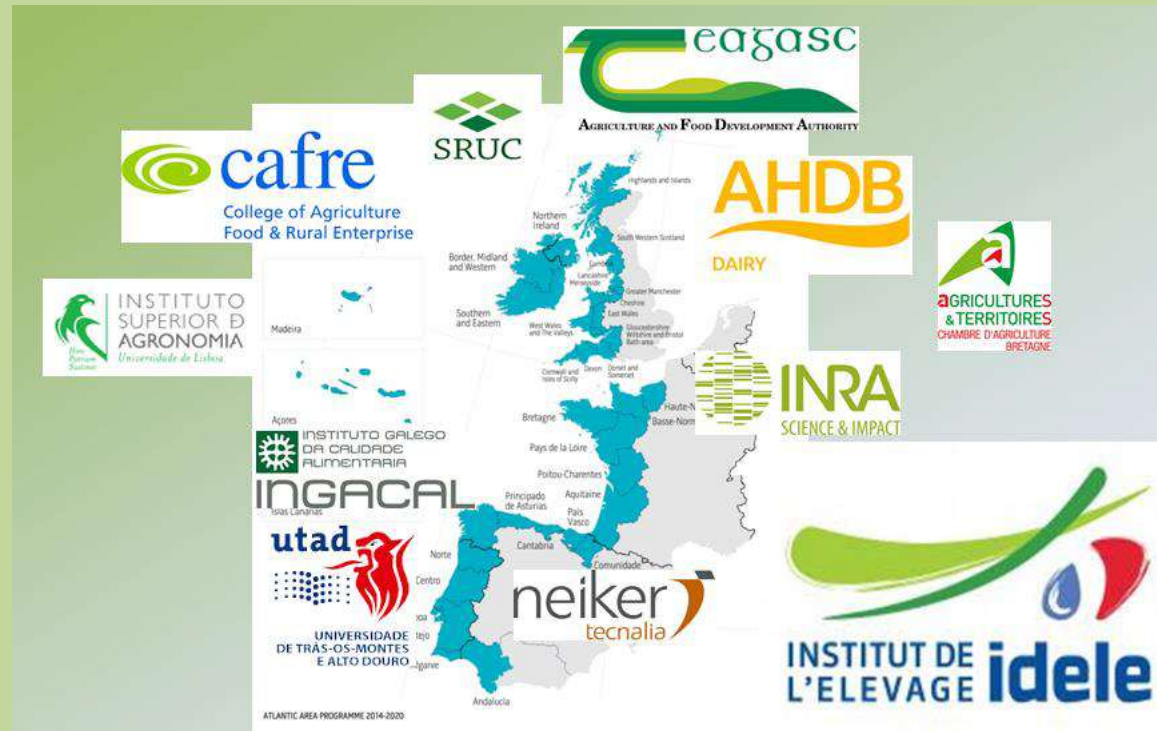 eagasc
AGRICULTURE AND FOOD DEVELOPMENT AUTHORITY
SRUC
cafre
College of Agriculture
Food & Rural Enterprise
AHDB
DAIRY
aGRICULTURES
& TERRITOIRES
CHAMBRE D'AGRICULTURE
BRETAGNE
INSTITUTO
SUPERIOR Ð
AGRONOMIA
Universidade de Lisboa
Highlands and Islands
Northern
Ireland
South Western Scotland
Border, Midland
and Western
Cumbria
Lancashire
Merseyside
Greater Manchester
Cheshire
East Wales
Southern
and Eastern
West Wales
and The Valleys
Gloucestershire
Wiltshire and Bristol
Bath area
Cornwall and
Isles of Scilly
Devon
Dorset and
Somerset
Madeira
Açores
INRA
SCIENCE & IMPACT
Haute-N
Basse-Norm
Bretagne
Pays de la Loire
Poitou-Charentes
Aquitaine
País
Vasco
Principado
de Asturias
Cantabria
Comunidade
INSTITUTO GALEGO
DA CALIDADE
ALIMENTARIA
INGACAL
Islas Canarias
utad
UNIVERSIDADE
DE TRÁS-OS-MONTES
E ALTO DOURO
Norte
Centro
oa
tejo
lgarve
Andalucia
neiker
tecnalia
INSTITUT DE
L'ELEVAGE idele
ATLANTIC AREA PROGRAMME 2014-2020